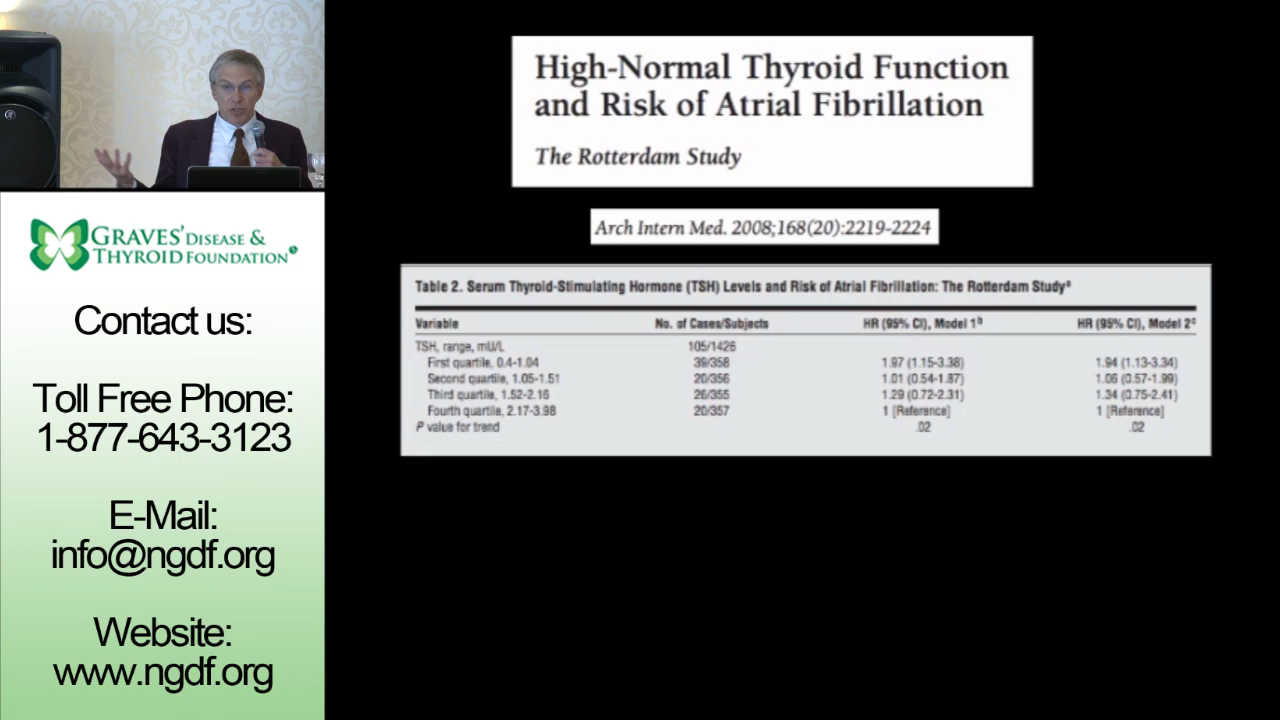 High-Normal Thyroid Function
and Risk of Atrial Fibrillation
The Rotterdam Study
Arch Intern Med. 2008;168(20):2219-2224
Table 2. Serum Thyroid-Stimulating Hormone (TSH) Levels and Risk of Atrial Fibrillation: The Rotterdam Studyᵃ
Variable No. of Cases/Subjects HR (95% CI), Model 1ᵇ HR (95% CI), Model 2ᶜ
TSH, range, mU/L 105/1426
First quartile, 0.4-1.04 39/358 1.97 (1.15-3.38) 1.94 (1.13-3.34)
Second quartile, 1.05-1.51 20/356 1.01 (0.54-1.87) 1.06 (0.57-1.99)
Third quartile, 1.52-2.16 26/355 1.29 (0.72-2.31) 1.34 (0.75-2.41)
Fourth quartile, 2.17-3.98 20/357 1 [Reference] 1 [Reference]
P value for trend .02 .02
GRAVES' DISEASE &
THYROID FOUNDATION
Contact us:
Toll Free Phone:
1-877-643-3123
E-Mail:
info@ngdf.org
Website:
www.ngdf.org